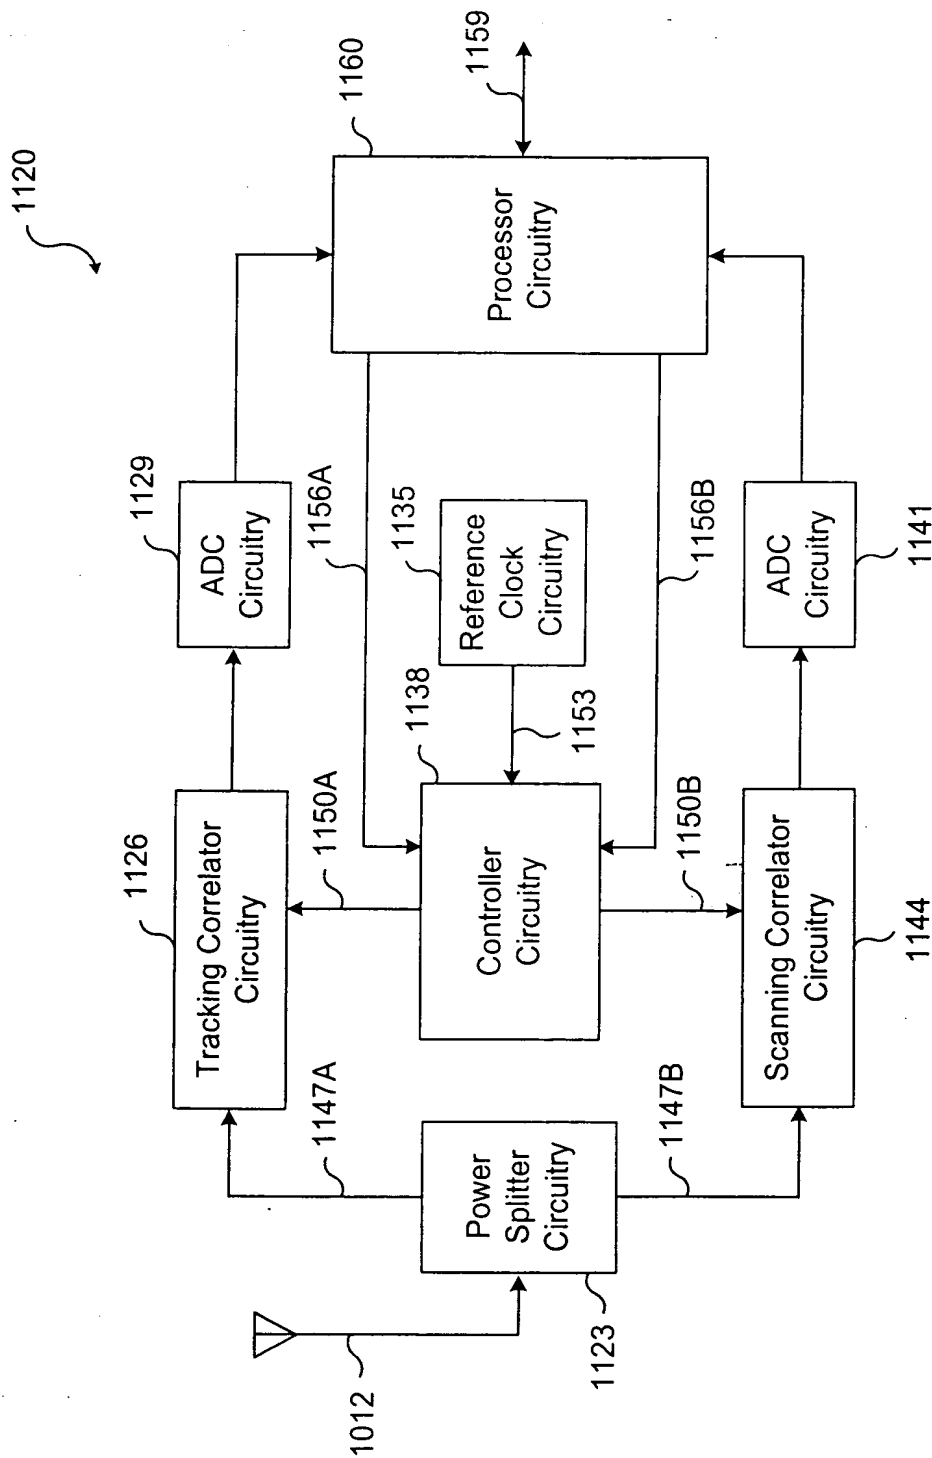 1120
1012
1123
Power
Splitter
Circuitry
1147A
1147B
1126
Tracking Correlator
Circuitry
1150A
1138
Controller
Circuitry
1150B
Scanning Correlator
Circuitry
1144
1153
1129
ADC
Circuitry
1156A
1135
Reference
Clock
Circuitry
1156B
ADC
Circuitry
1141
1160
Processor
Circuitry
1159